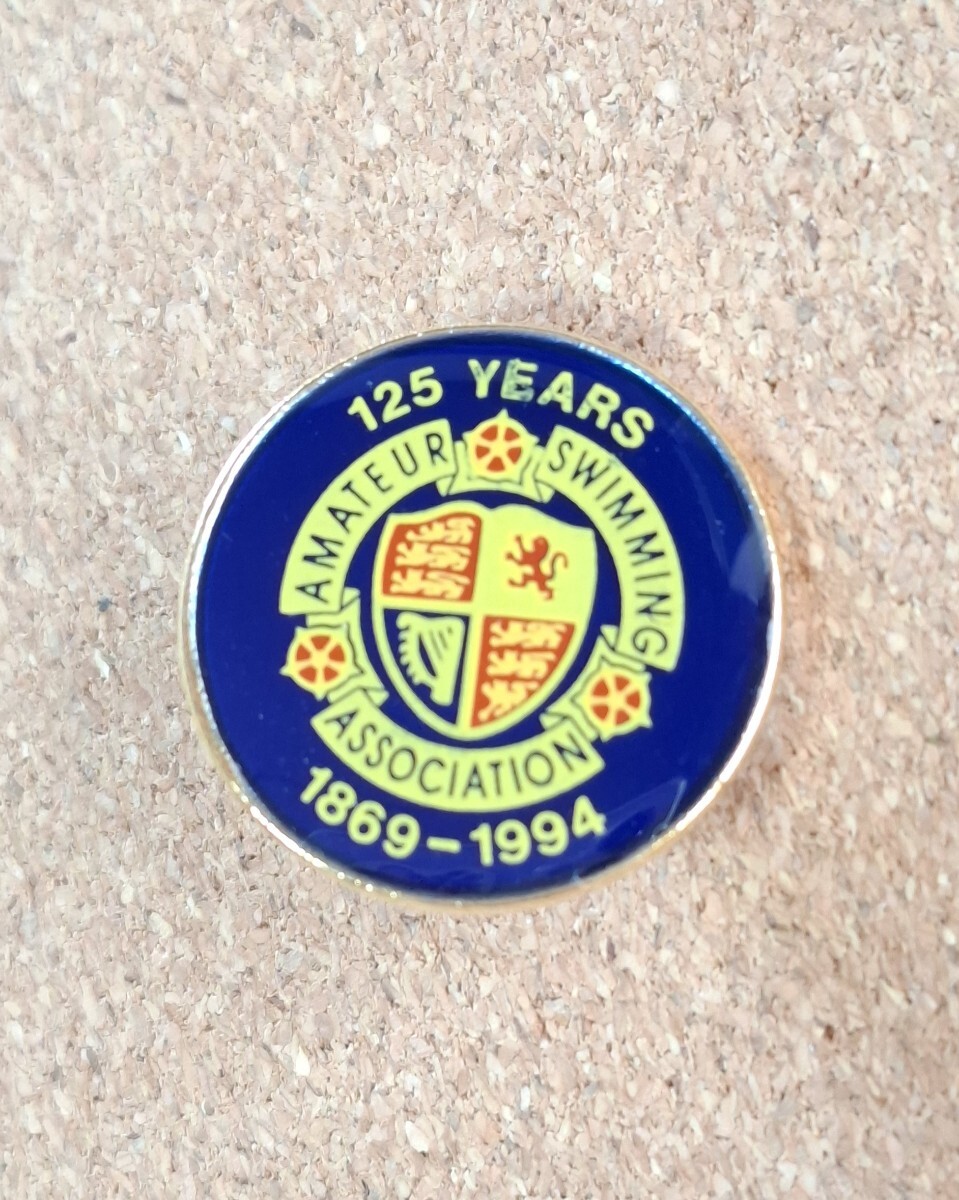 125 YEARS
AMATEUR SWIMMING
ASSOCIATION
1869-1994